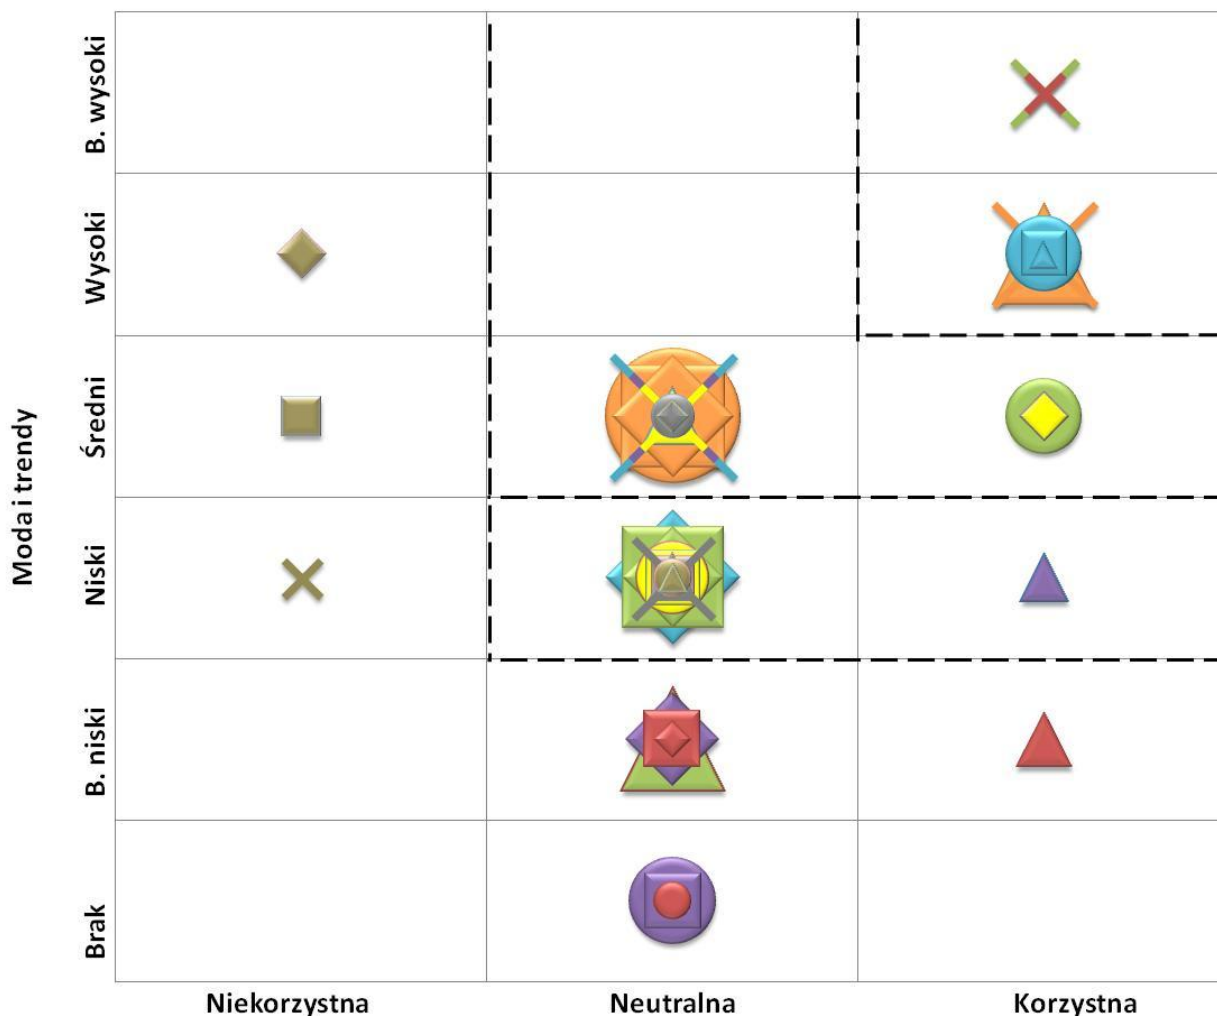 Moda i trendy
B. wysoki
Wysoki
Średni
Niski
B. niski
Brak
Niekorzystna
Neutralna
Korzystna